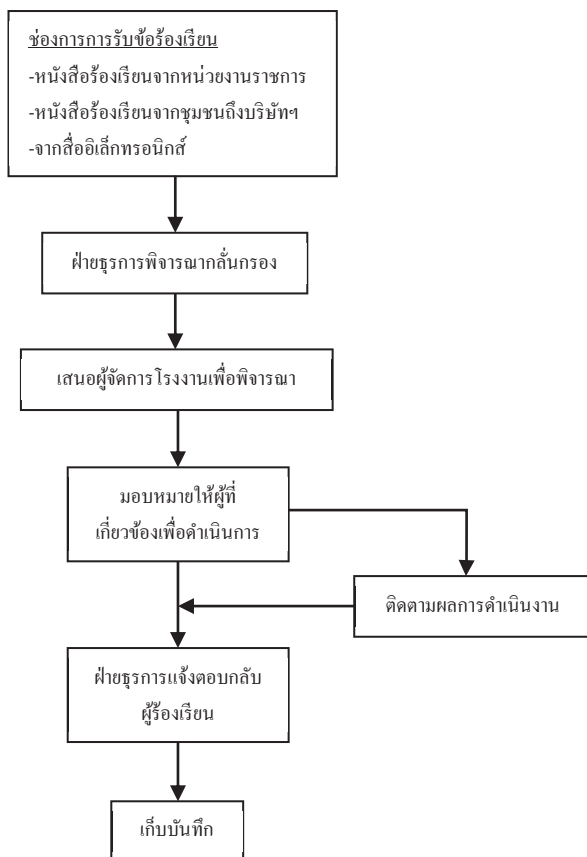 ช่องการการรับข้อร้องเรียน
-หนังสือร้องเรียนจากหน่วยงานราชการ
-หนังสือร้องเรียนจากชุมชนถึงบริษัทฯ
-จากสื่ออิเล็กทรอนิกส์
ฝ่ายธุรการพิจารณากลั่นกรอง
เสนอผู้จัดการโรงงานเพื่อพิจารณา
มอบหมายให้ผู้ที่
เกี่ยวข้องเพื่อดำเนินการ
ติดตามผลการดำเนินงาน
ฝ่ายธุรการแจ้งตอบกลับ
ผู้ร้องเรียน
เก็บบันทึก